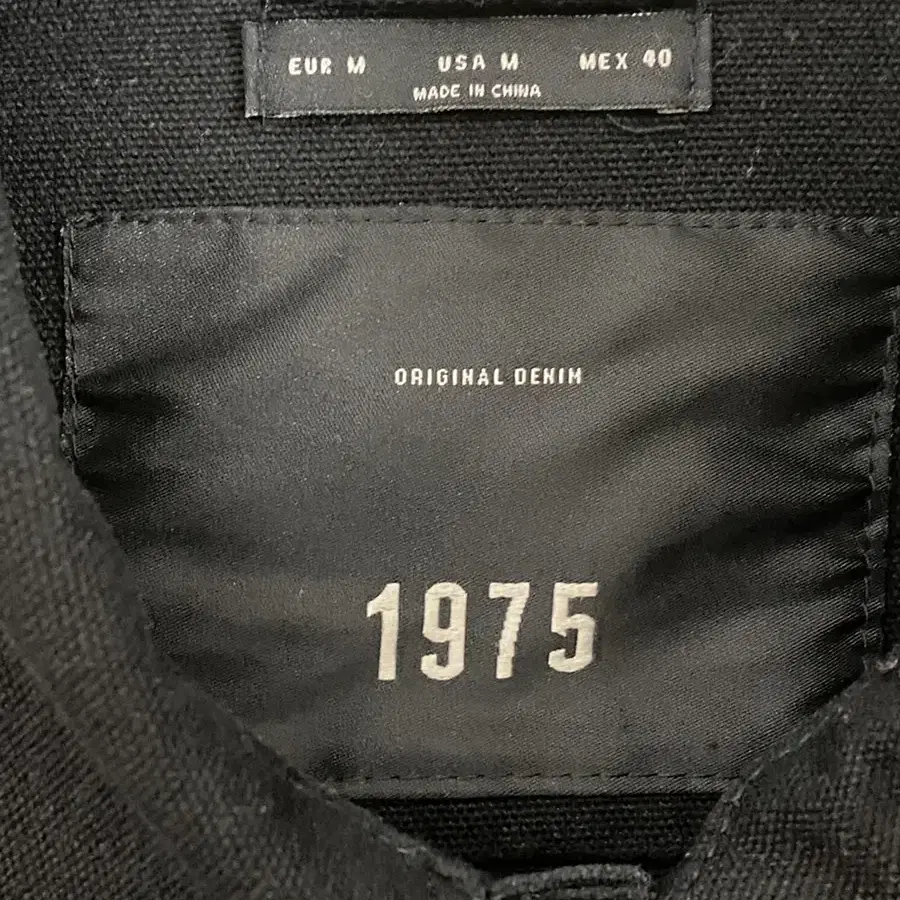 EUR M USA M MEX 40
MADE IN CHINA
ORIGINAL DENIM
1975